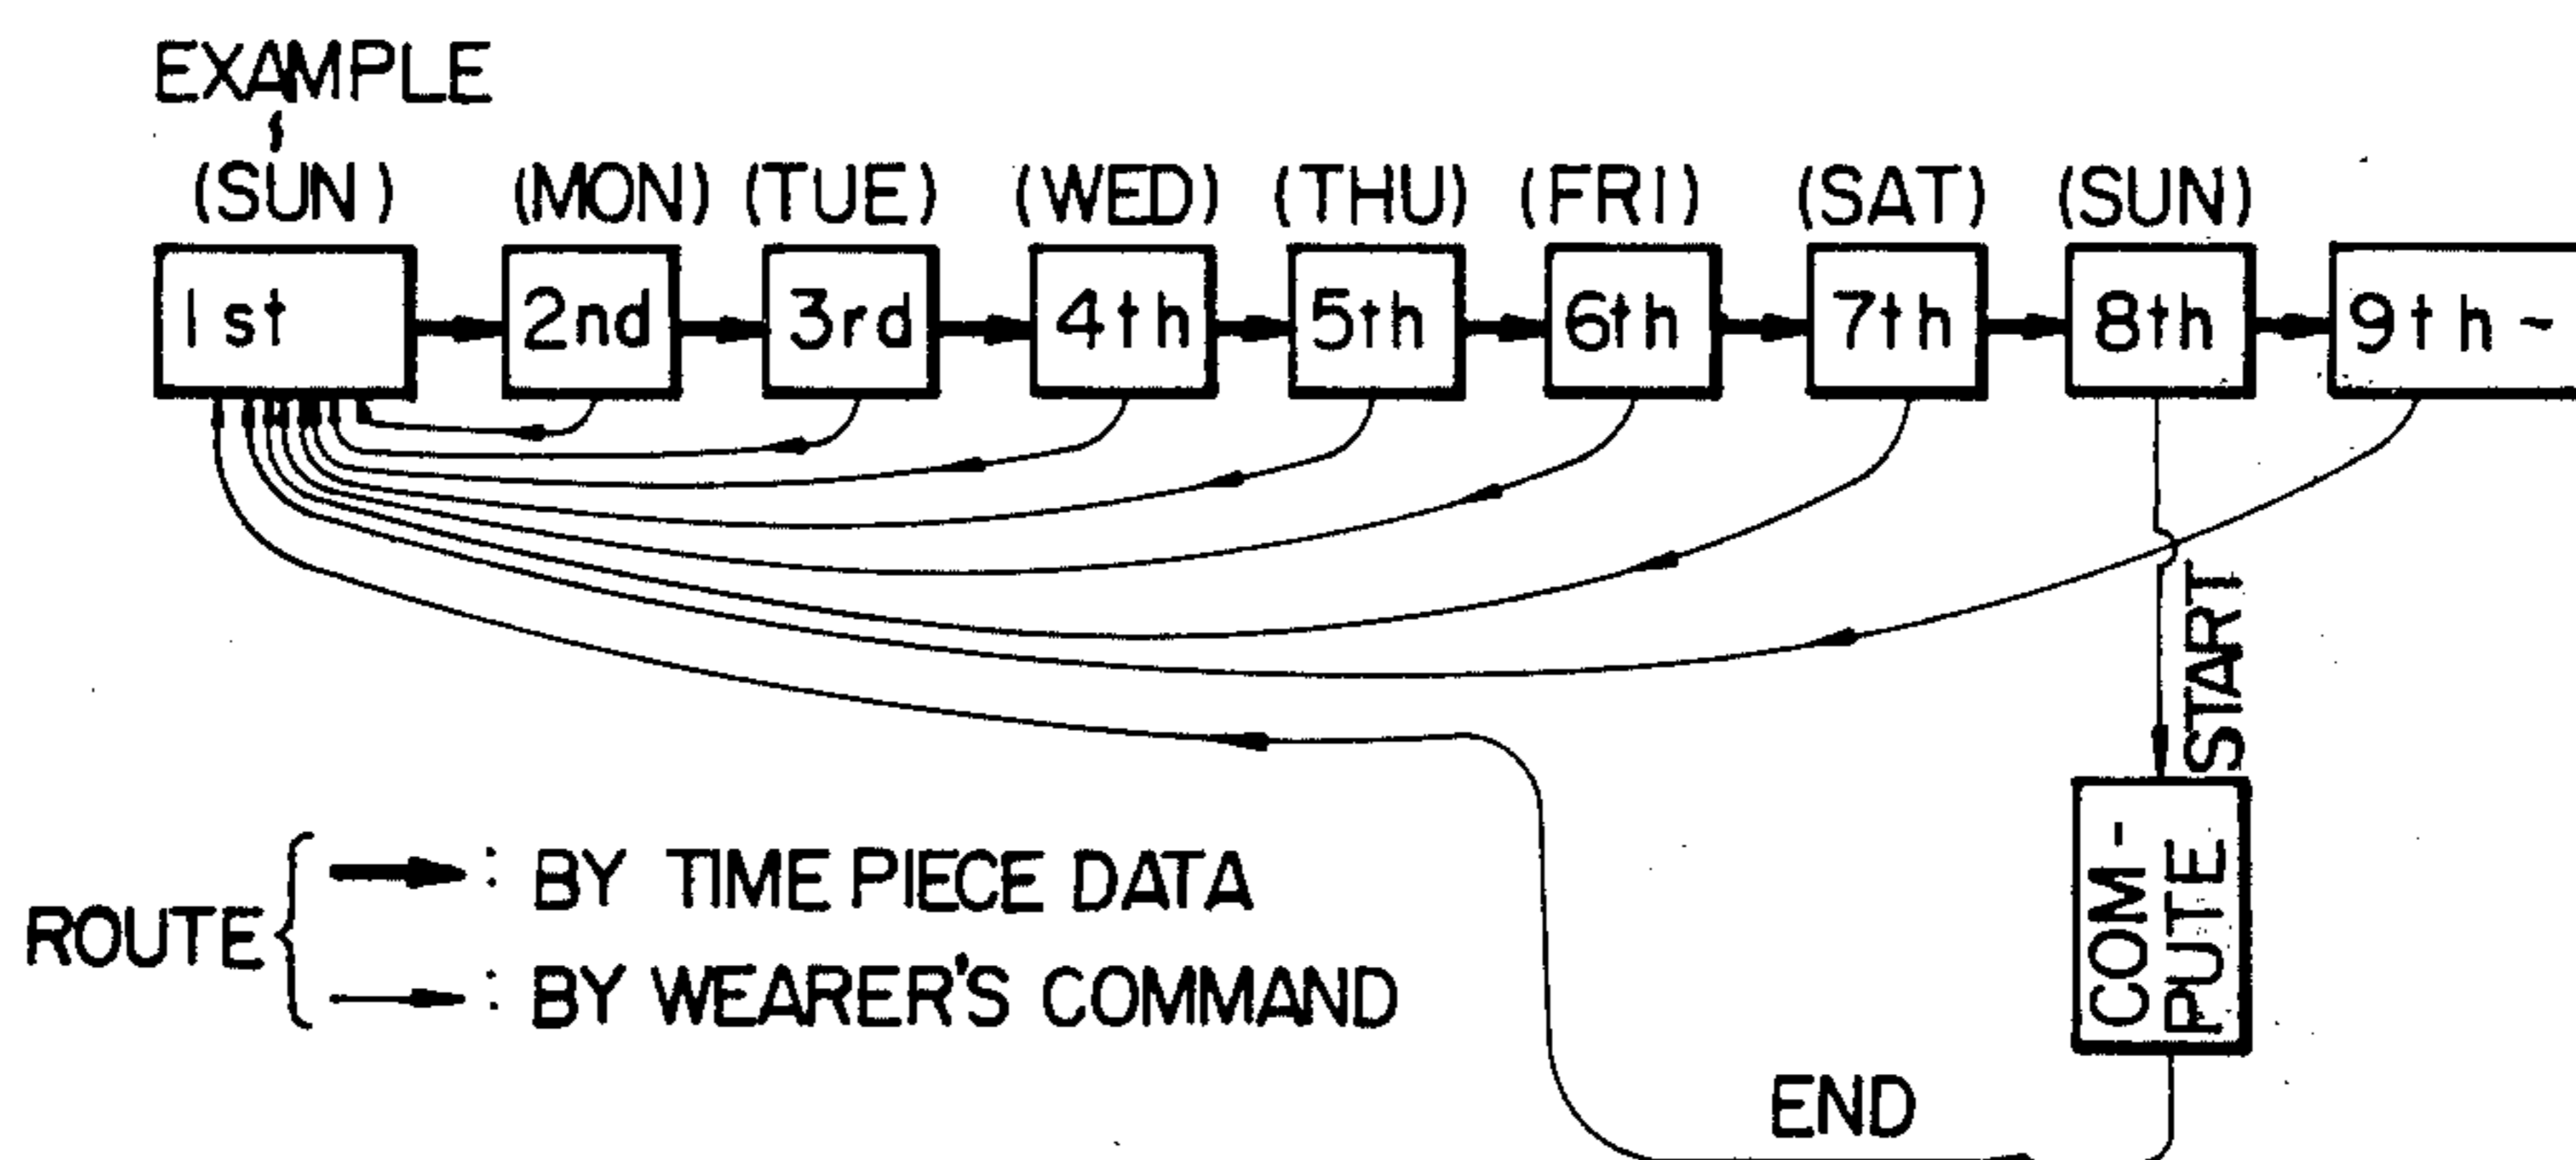 EXAMPLE
(SUN) (MON) (TUE) (WED) (THU) (FRI) (SAT) (SUN)
1st 2nd 3rd 4th 5th 6th 7th 8th 9th ~
START
COM-
PUTE
ROUTE
: BY TIME PIECE DATA
: BY WEARER'S COMMAND
END